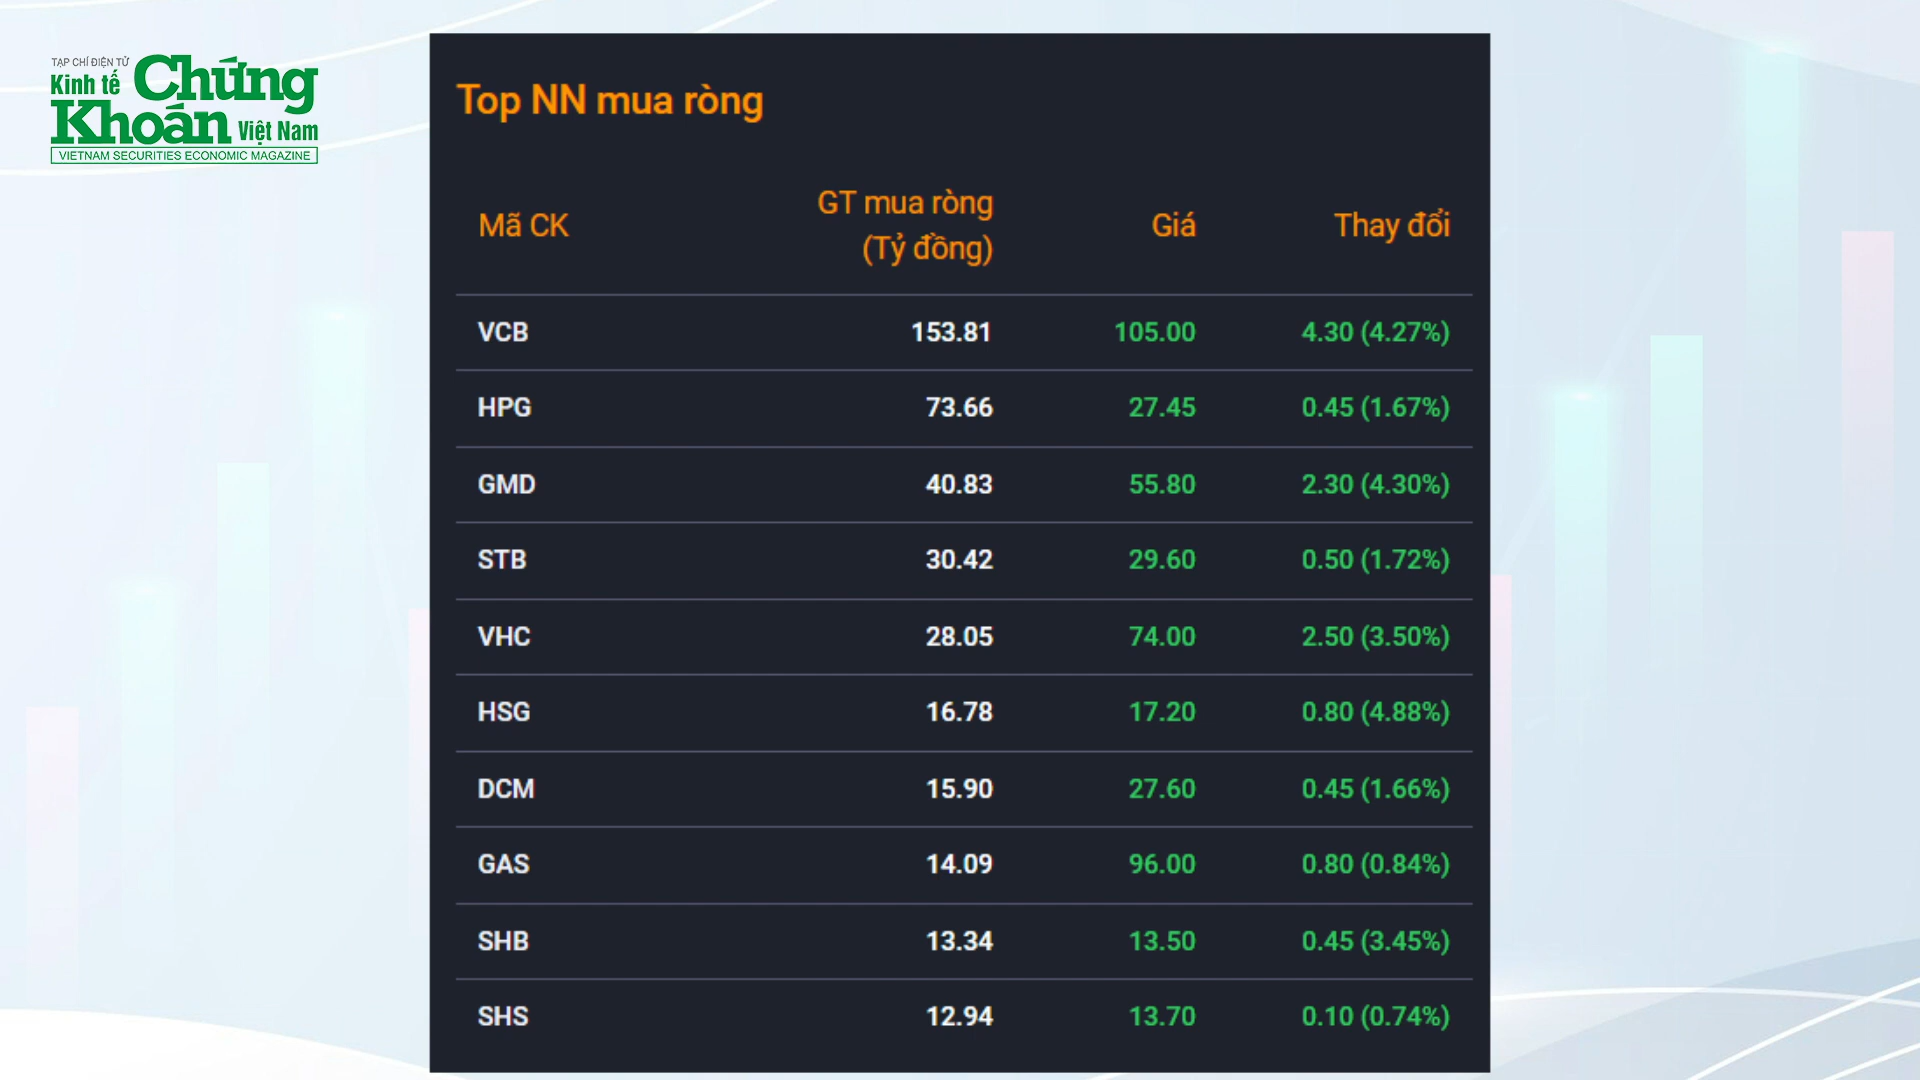 TẠP CHÍ ĐIỆN TỬ
Kinh tế Chứng
Khoán Việt Nam
VIETNAM SECURITIES ECONOMIC MAGAZINE
Top NN mua ròng
Mã CK GT mua ròng (Tỷ đồng) Giá Thay đổi
VCB 153.81 105.00 4.30 (4.27%)
HPG 73.66 27.45 0.45 (1.67%)
GMD 40.83 55.80 2.30 (4.30%)
STB 30.42 29.60 0.50 (1.72%)
VHC 28.05 74.00 2.50 (3.50%)
HSG 16.78 17.20 0.80 (4.88%)
DCM 15.90 27.60 0.45 (1.66%)
GAS 14.09 96.00 0.80 (0.84%)
SHB 13.34 13.50 0.45 (3.45%)
SHS 12.94 13.70 0.10 (0.74%)